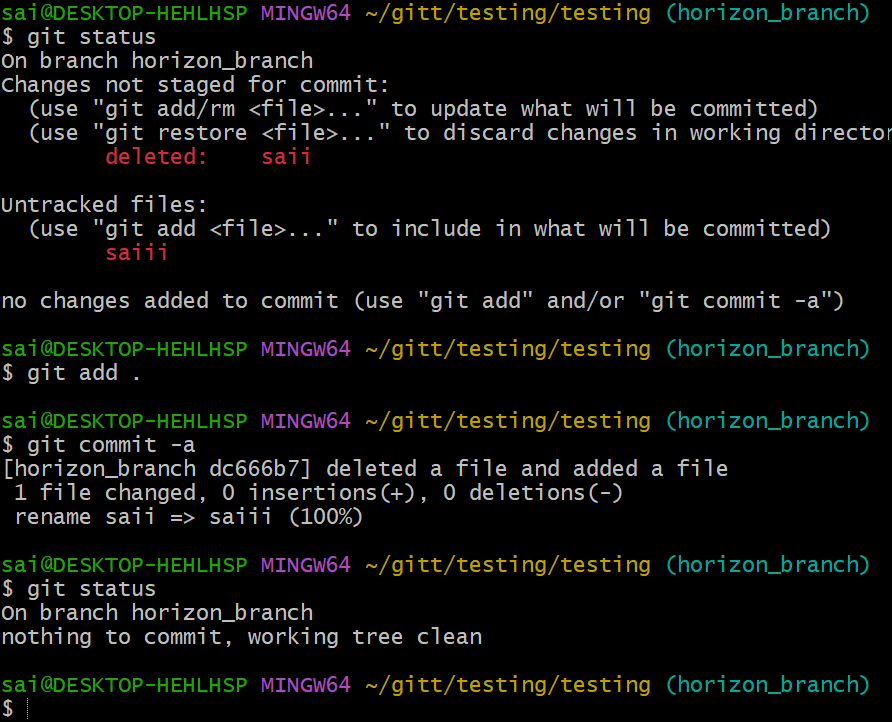 sai@DESKTOP-HEHLHSP MINGW64 ~/gitt/testing/testing (horizon_branch)
$ git status
On branch horizon_branch
Changes not staged for commit:
  (use "git add/rm <file>..." to update what will be committed)
  (use "git restore <file>..." to discard changes in working director
        deleted:    saii

Untracked files:
  (use "git add <file>..." to include in what will be committed)
        saiii

no changes added to commit (use "git add" and/or "git commit -a")

sai@DESKTOP-HEHLHSP MINGW64 ~/gitt/testing/testing (horizon_branch)
$ git add .

sai@DESKTOP-HEHLHSP MINGW64 ~/gitt/testing/testing (horizon_branch)
$ git commit -a
[horizon_branch dc666b7] deleted a file and added a file
 1 file changed, 0 insertions(+), 0 deletions(-)
 rename saii => saiii (100%)

sai@DESKTOP-HEHLHSP MINGW64 ~/gitt/testing/testing (horizon_branch)
$ git status
On branch horizon_branch
nothing to commit, working tree clean

sai@DESKTOP-HEHLHSP MINGW64 ~/gitt/testing/testing (horizon_branch)
$